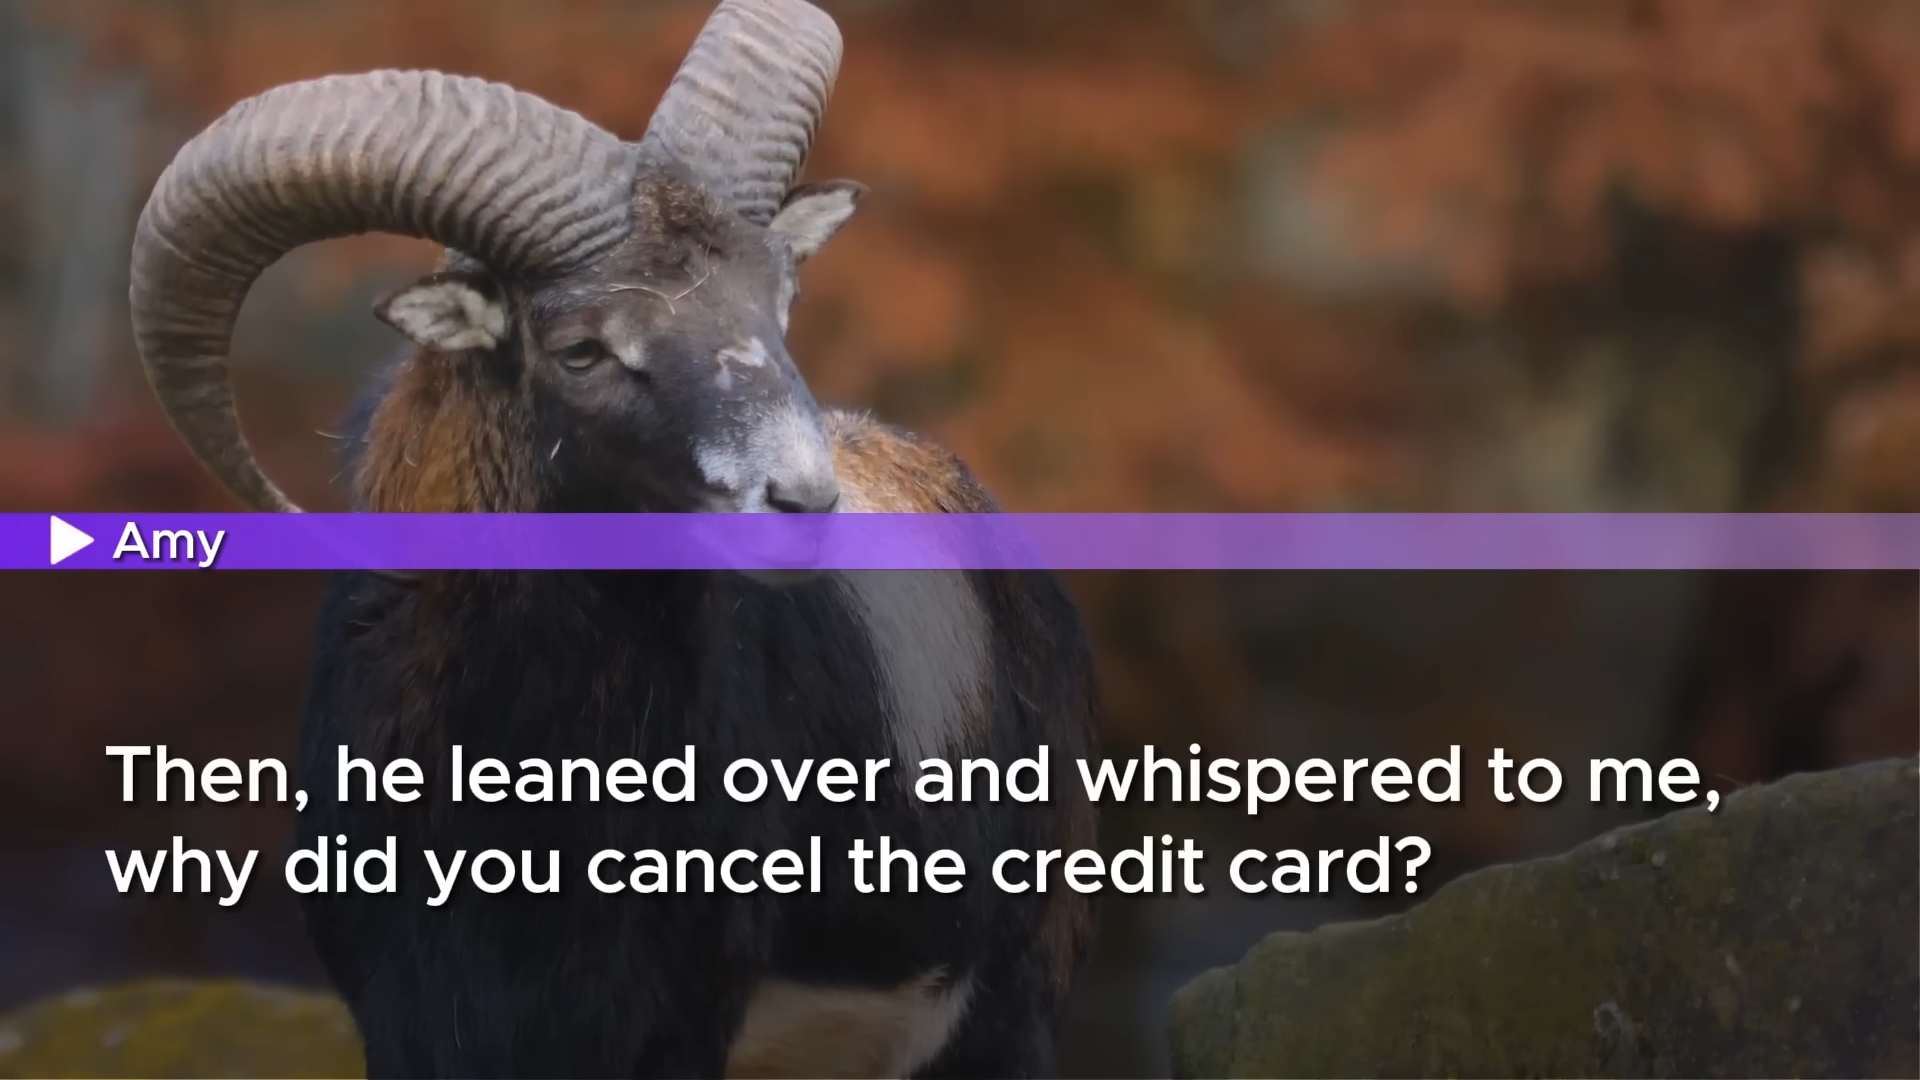 Amy
Then, he leaned over and whispered to me,
why did you cancel the credit card?